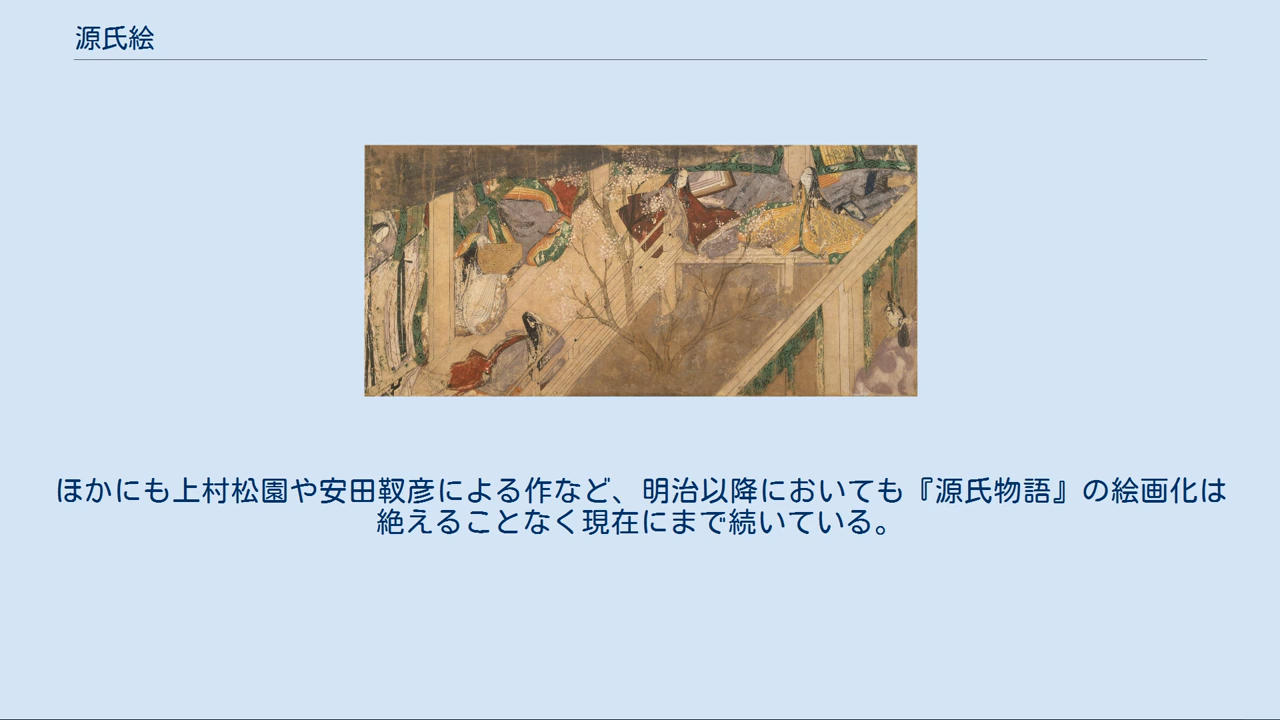 源氏絵
ほかにも上村松園や安田靫彦による作など、明治以降においても『源氏物語』の絵画化は
絶えることなく現在にまで続いている。